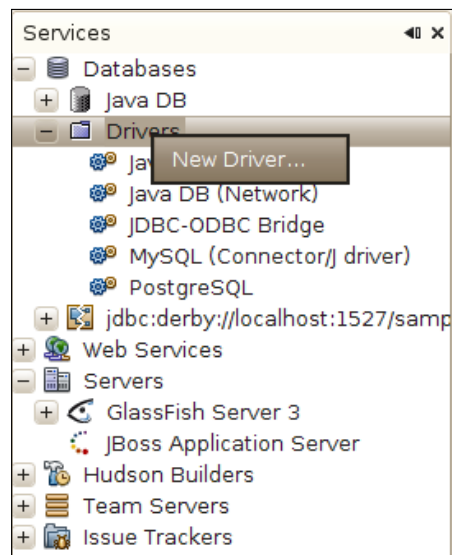 Services
Databases
Java DB
Drivers
New Driver...
Java DB (Network)
JDBC-ODBC Bridge
MySQL (Connector/J driver)
PostgreSQL
jdbc:derby://localhost:1527/samp
Web Services
Servers
GlassFish Server 3
JBoss Application Server
Hudson Builders
Team Servers
Issue Trackers